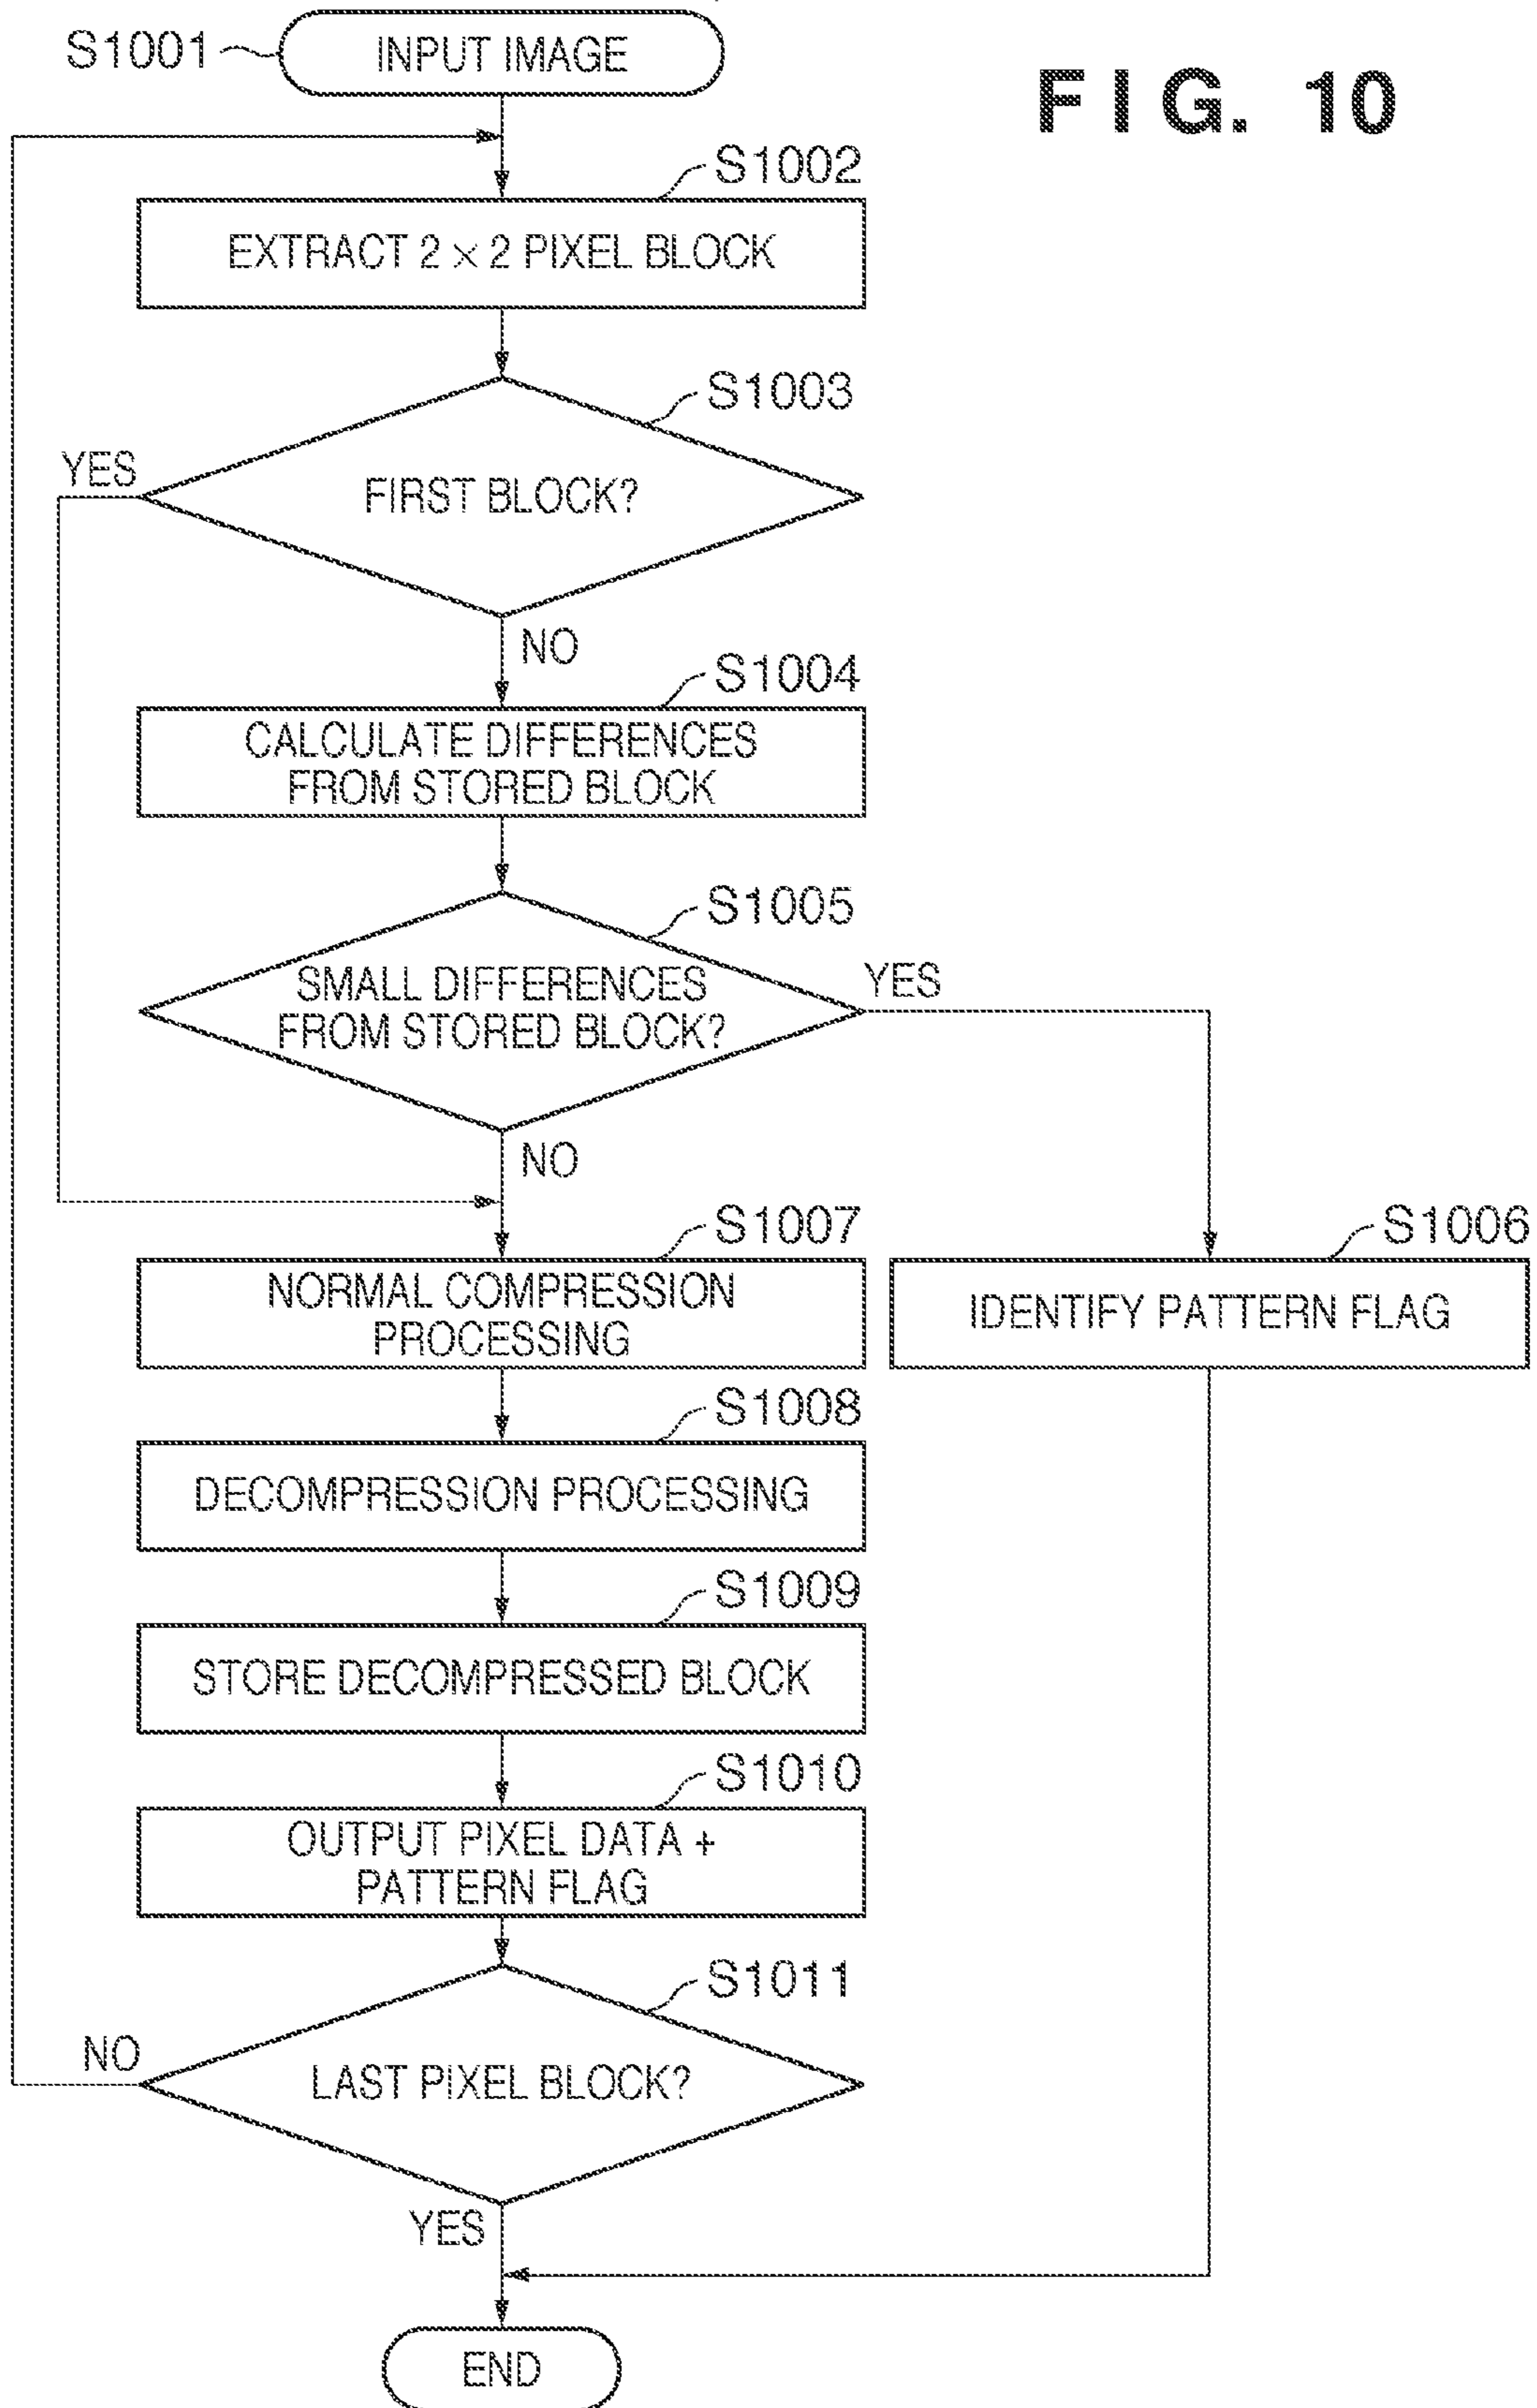 FIG. 10
S1001
INPUT IMAGE
S1002
EXTRACT 2 × 2 PIXEL BLOCK
S1003
YES
FIRST BLOCK?
NO
S1004
CALCULATE DIFFERENCES
FROM STORED BLOCK
S1005
YES
SMALL DIFFERENCES
FROM STORED BLOCK?
NO
S1007
NORMAL COMPRESSION
PROCESSING
S1006
IDENTIFY PATTERN FLAG
S1008
DECOMPRESSION PROCESSING
S1009
STORE DECOMPRESSED BLOCK
S1010
OUTPUT PIXEL DATA +
PATTERN FLAG
S1011
NO
LAST PIXEL BLOCK?
YES
END